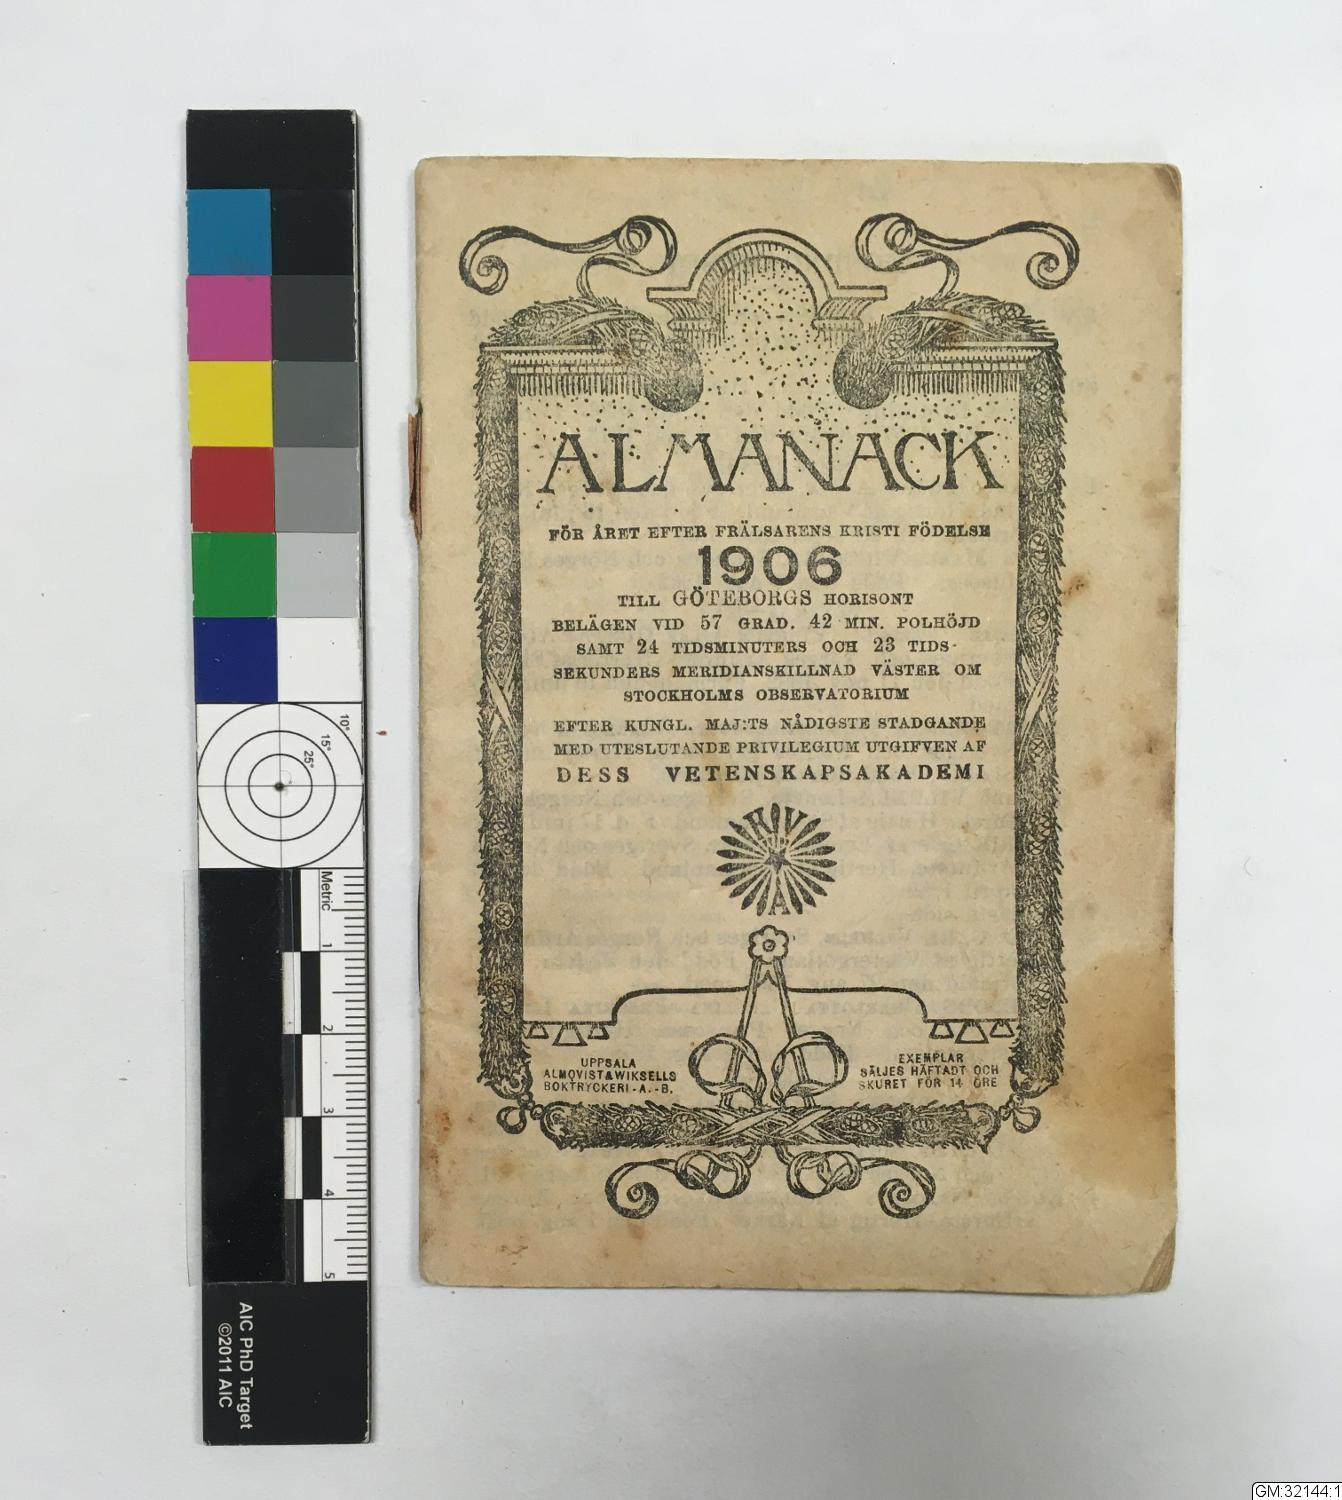 ALMANACK
FÖR ÅRET EFTER FRÄLSARENS KRISTI FÖDELSE
1906
TILL GÖTEBORGS HORISONT
BELÄGEN VID 57 GRAD. 42 MIN. POLHÖJD
SAMT 24 TIDSMINUTERS OCH 23 TIDS-
SEKUNDERS MERIDIANSKILLNAD VÄSTER OM
STOCKHOLMS OBSERVATORIUM
EFTER KUNGL. MAJ:TS NÅDIGSTE STADGANDE
MED UTESLUTANDE PRIVILEGIUM UTGIFVEN AF
DESS VETENSKAPSAKADEMI
K V
A
UPPSALA
ALMQVIST&WIKSELLS
BOKTRYCKERI-A.-B.
EXEMPLAR
SÄLJES HÄFTADT OCH
SKURET FÖR 14 ÖRE
10°
15°
25°
Metric
1
2
3
4
5
AIC PhD Target
©2011 AIC
GM:32144:1